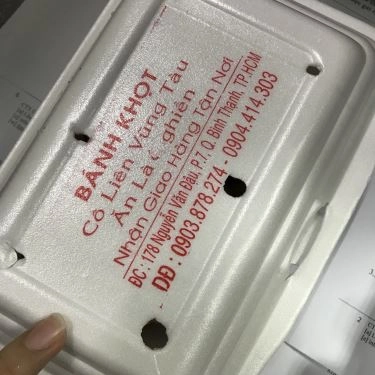 BÁNH KHỌT
Cô Liên Vũng Tàu
Ăn Là Ghiền
Nhận Giao Hàng Tận Nơi
ĐC : 178 Nguyễn Văn Đậu, P.7, Q. Bình Thạnh, TP.HCM
DĐ : 0903.878.274 - 0904.414.303